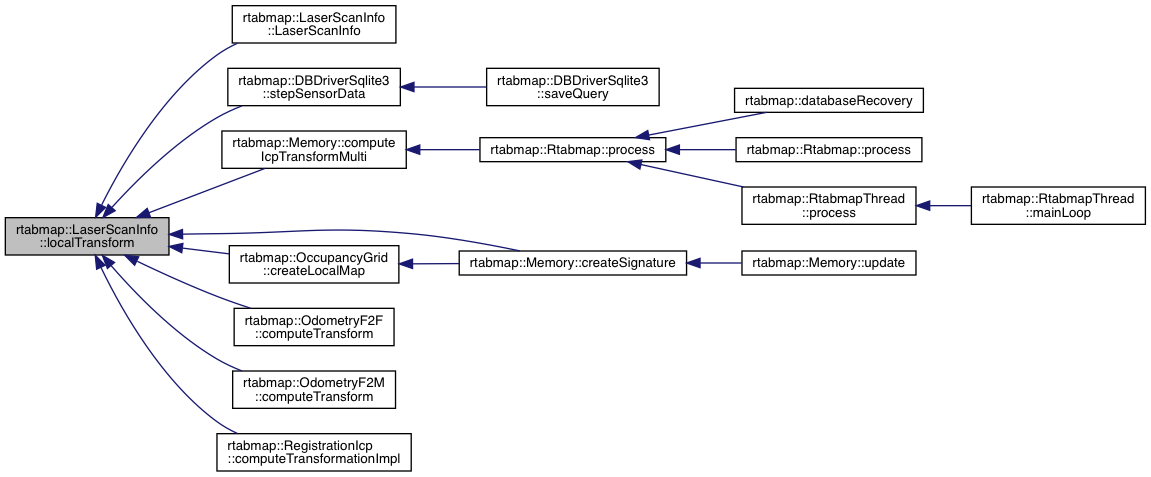 rtabmap::LaserScanInfo
::LaserScanInfo
rtabmap::DBDriverSqlite3
::stepSensorData
rtabmap::DBDriverSqlite3
::saveQuery
rtabmap::databaseRecovery
rtabmap::Memory::compute
IcpTransformMulti
rtabmap::Rtabmap::process
rtabmap::Rtabmap::process
rtabmap::RtabmapThread
::process
rtabmap::RtabmapThread
::mainLoop
rtabmap::LaserScanInfo
::localTransform
rtabmap::OccupancyGrid
::createLocalMap
rtabmap::Memory::createSignature
rtabmap::Memory::update
rtabmap::OdometryF2F
::computeTransform
rtabmap::OdometryF2M
::computeTransform
rtabmap::RegistrationIcp
::computeTransformationImpl